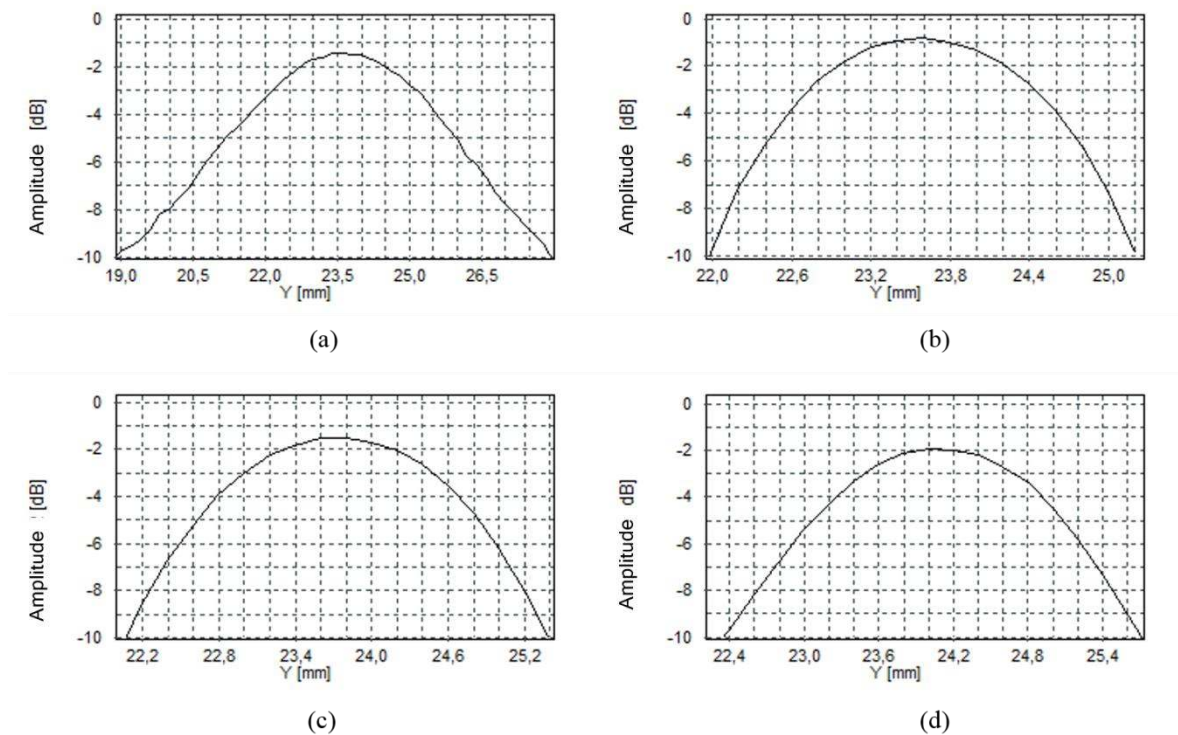 0
-2
-4
-6
-8
-10
Amplitude [dB]
19,0 20,5 22,0 23,5 25,0 26,5
Y [mm]
(a)
0
-2
-4
-6
-8
-10
Amplitude [dB]
22,0 22,6 23,2 23,8 24,4 25,0
Y [mm]
(b)
0
-2
-4
-6
-8
-10
Amplitude [dB]
22,2 22,8 23,4 24,0 24,6 25,2
Y [mm]
(c)
0
-2
-4
-6
-8
-10
Amplitude dB]
22,4 23,0 23,6 24,2 24,8 25,4
Y [mm]
(d)